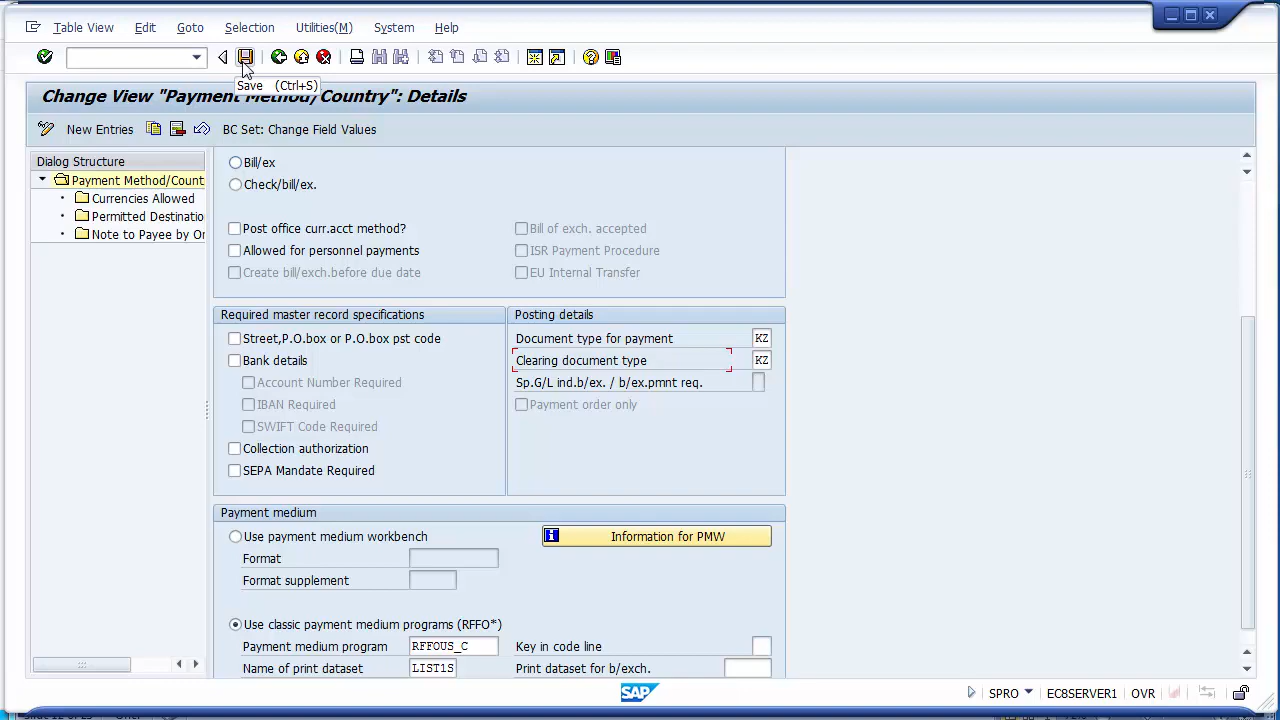 Table View Edit Goto Selection Utilities(M) System Help
Save (Ctrl+S)
Change View "Payment Method/Country": Details
New Entries BC Set: Change Field Values
Dialog Structure
Payment Method/Count
Currencies Allowed
Permitted Destinatio
Note to Payee by Or
Bill/ex
Check/bill/ex.
Post office curr.acct method? Bill of exch. accepted
Allowed for personnel payments ISR Payment Procedure
Create bill/exch.before due date EU Internal Transfer
Required master record specifications
Street,P.O.box or P.O.box pst code
Bank details
Account Number Required
IBAN Required
SWIFT Code Required
Collection authorization
SEPA Mandate Required
Posting details
Document type for payment KZ
Clearing document type KZ
Sp.G/L ind.b/ex. / b/ex.pmnt req.
Payment order only
Payment medium
Use payment medium workbench Information for PMW
Format
Format supplement
Use classic payment medium programs (RFFO*)
Payment medium program RFFOUS_C Key in code line
Name of print dataset LIST1S Print dataset for b/exch.
SAP SPRO EC8SERVER1 OVR